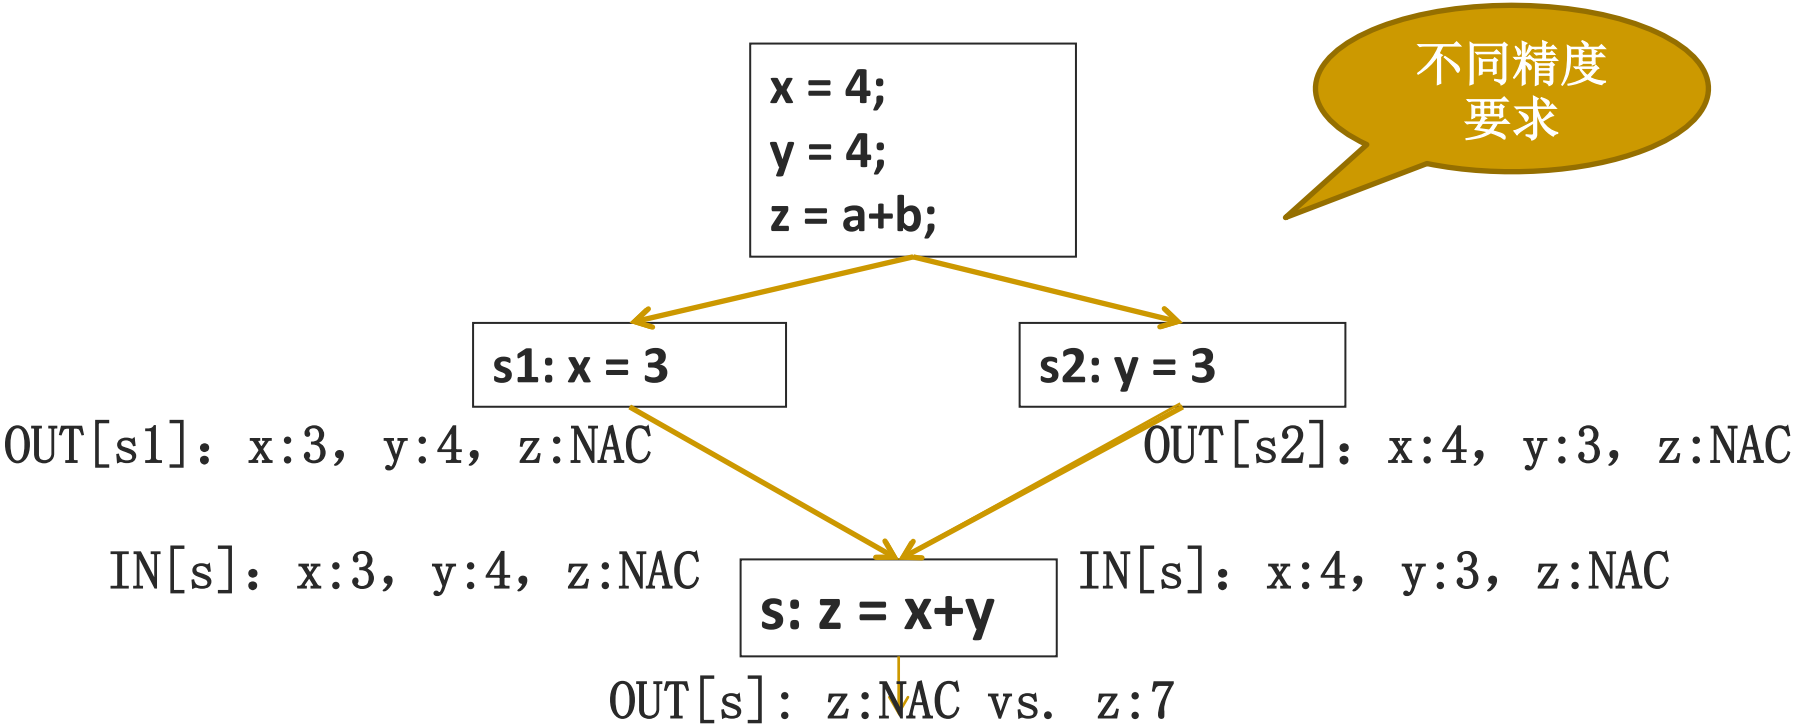 不同精度
要求
x = 4;
y = 4;
z = a+b;
s1: x = 3
s2: y = 3
OUT[s1]: x:3, y:4, z:NAC
OUT[s2]: x:4, y:3, z:NAC
IN[s]: x:3, y:4, z:NAC
IN[s]: x:4, y:3, z:NAC
s: z = x+y
OUT[s]: z:NAC vs. z:7